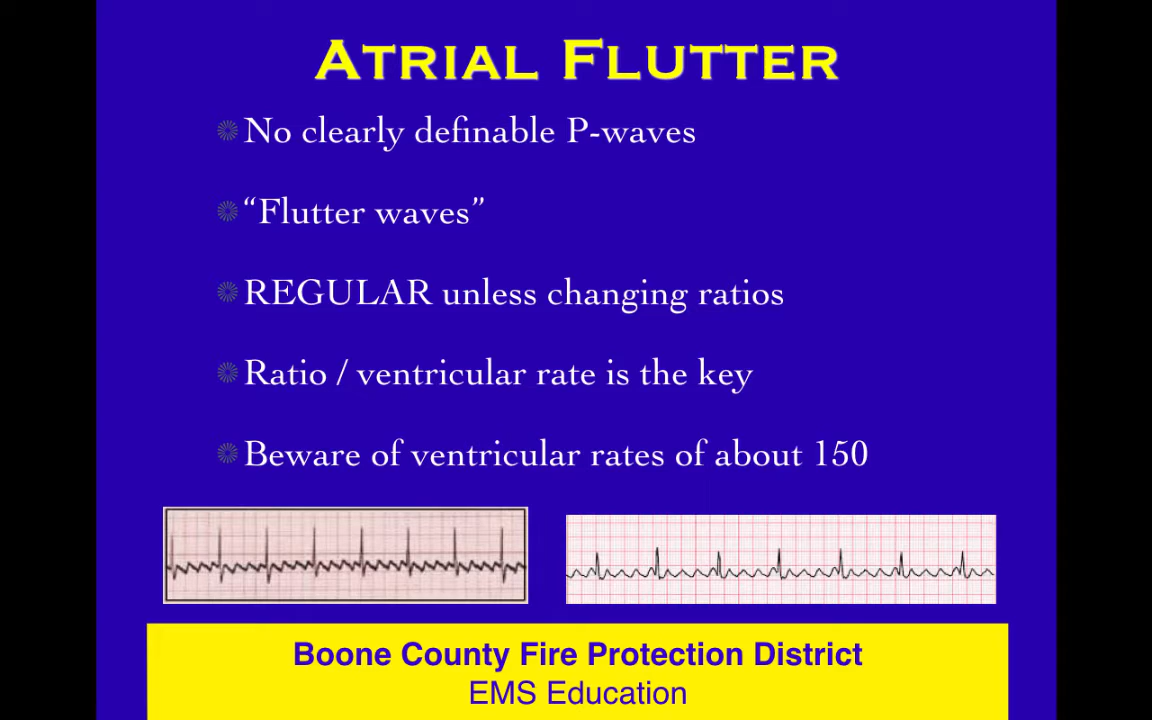 ATRIAL FLUTTER
No clearly definable P-waves
“Flutter waves”
REGULAR unless changing ratios
Ratio / ventricular rate is the key
Beware of ventricular rates of about 150
Boone County Fire Protection District
EMS Education